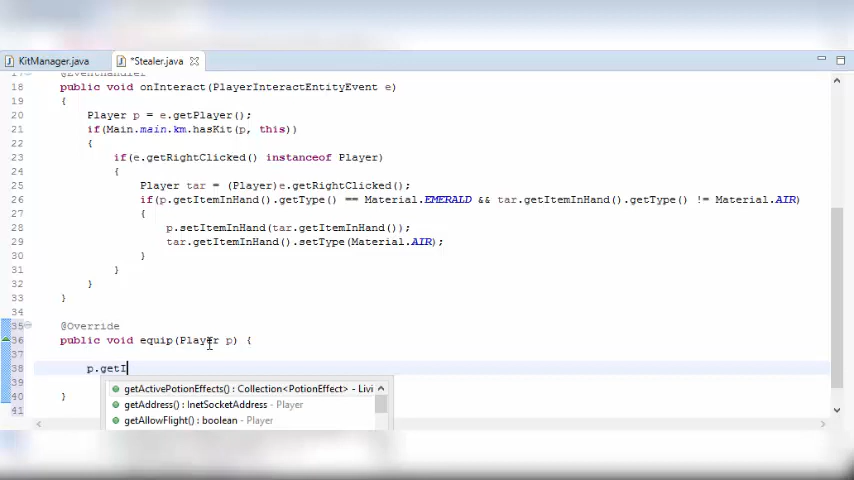 KitManager.java
*Stealer.java
17 @EventHandler
18 public void onInteract(PlayerInteractEntityEvent e)
19 {
20 Player p = e.getPlayer();
21 if(Main.main.km.hasKit(p, this))
22 {
23 if(e.getRightClicked() instanceof Player)
24 {
25 Player tar = (Player)e.getRightClicked();
26 if(p.getItemInHand().getType() == Material.EMERALD && tar.getItemInHand().getType() != Material.AIR)
27 {
28 p.setItemInHand(tar.getItemInHand());
29 tar.getItemInHand().setType(Material.AIR);
30 }
31 }
32 }
33 }
34
35 @Override
36 public void equip(Player p) {
37
38 p.getI
39 getActivePotionEffects() : Collection<PotionEffect> - Livi
getAddress() : InetSocketAddress - Player
40 }
getAllowFlight() : boolean - Player
41